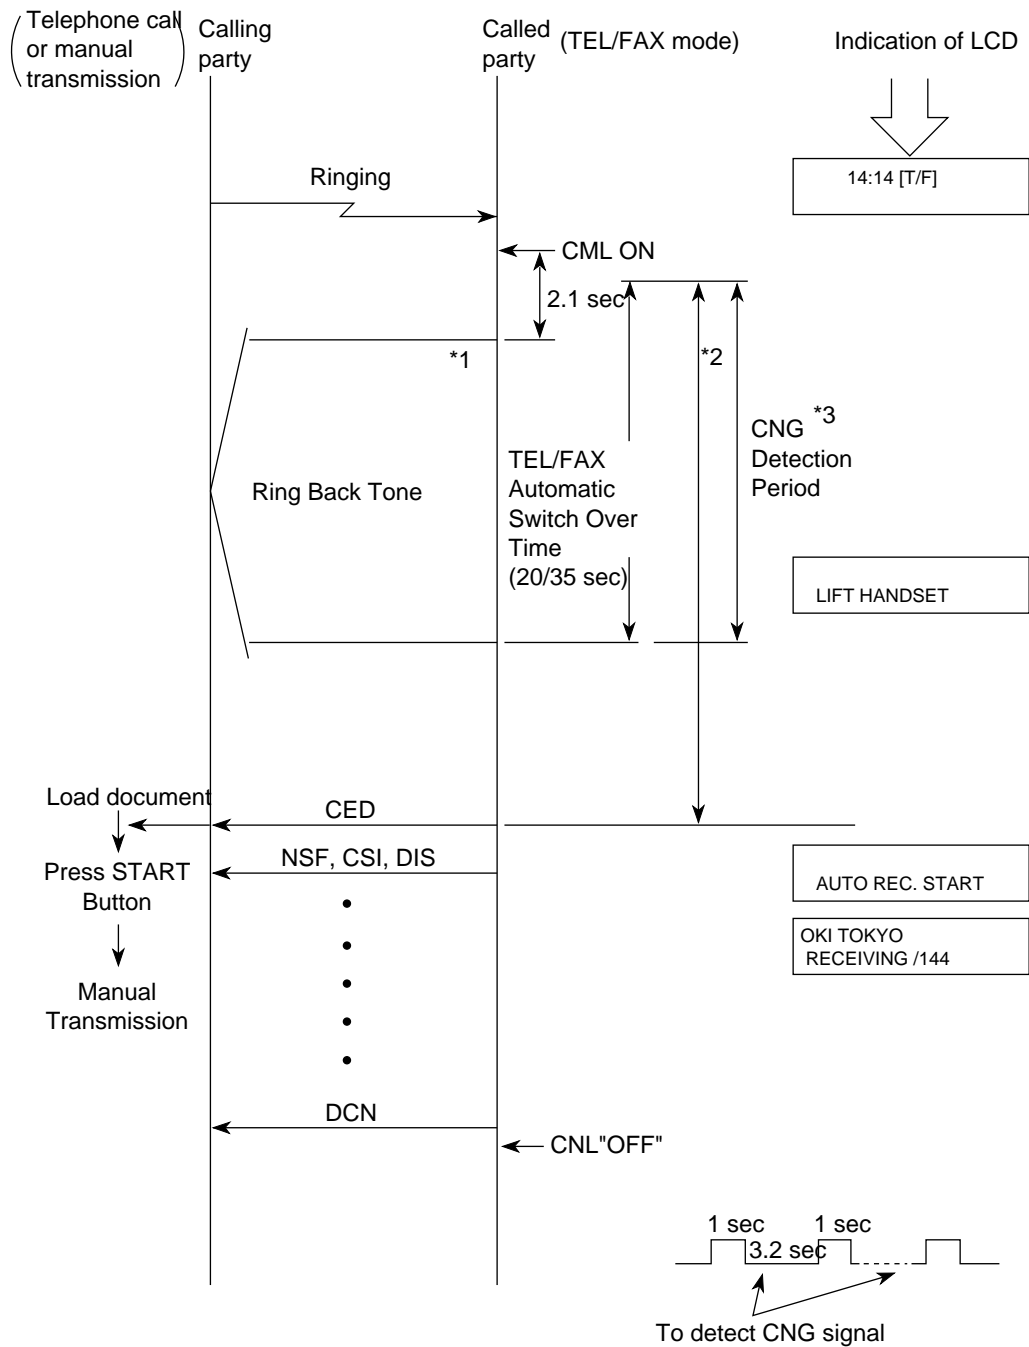 Telephone call
or manual
transmission
Calling
party
Called
party
(TEL/FAX mode)
Indication of LCD
14:14 [T/F]
Ringing
CML ON
2.1 sec
*1
*2
CNG *3
Detection
Period
Ring Back Tone
TEL/FAX
Automatic
Switch Over
Time
(20/35 sec)
LIFT HANDSET
Load document
CED
Press START
Button
NSF, CSI, DIS
AUTO REC. START
OKI TOKYO
RECEIVING /144
Manual
Transmission
DCN
CNL"OFF"
1 sec
1 sec
3.2 sec
To detect CNG signal